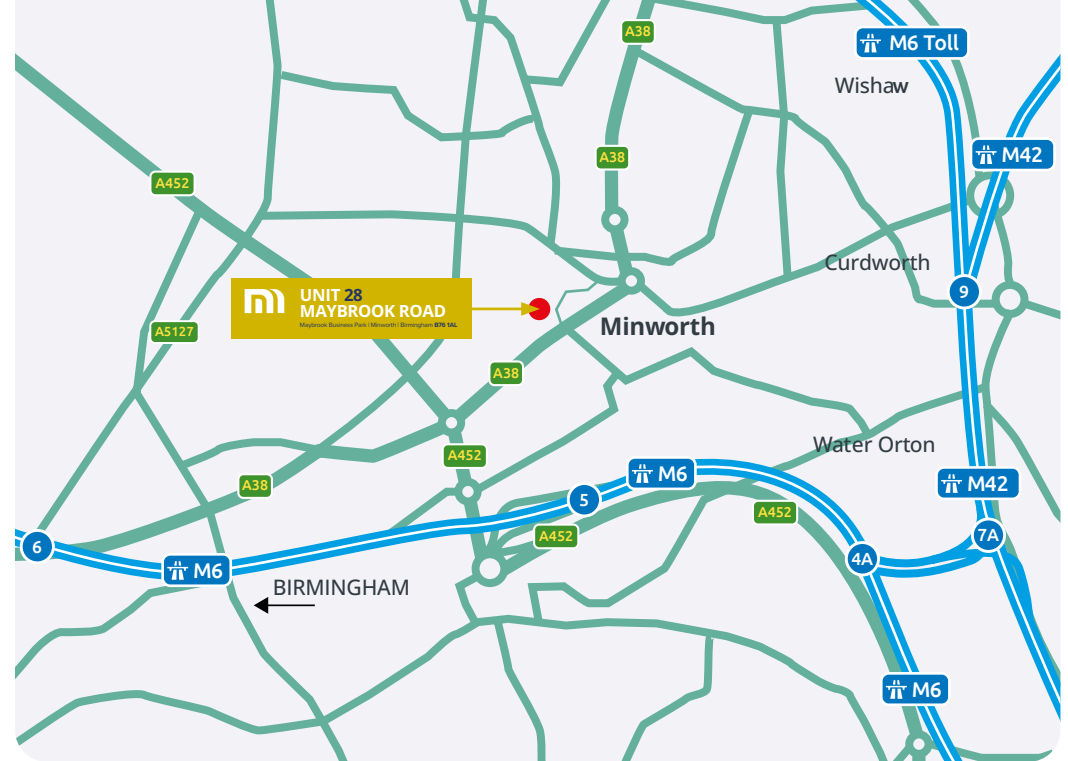 A38
M6 Toll
Wishaw
A38
M42
A452
Curdworth
9
UNIT 28
MAYBROOK ROAD
Maybrook Business Park | Minworth | Birmingham B76 1AL
A5127
Minworth
A38
Water Orton
A452
M6
M42
A38
5
A452
A452
7A
6
4A
M6
BIRMINGHAM
M6